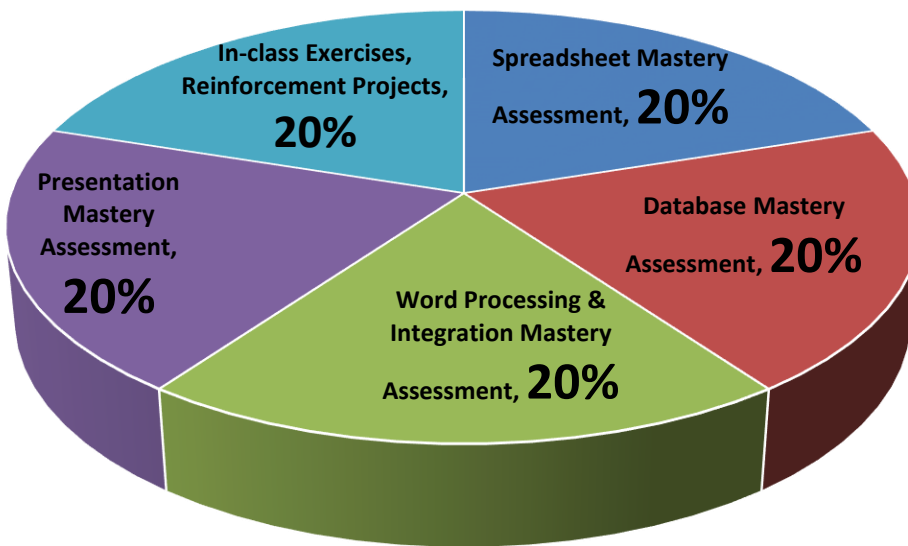 In-class Exercises,
Reinforcement Projects,
20%
Spreadsheet Mastery
Assessment, 20%
Presentation
Mastery
Assessment,
20%
Database Mastery
Assessment, 20%
Word Processing &
Integration Mastery
Assessment, 20%